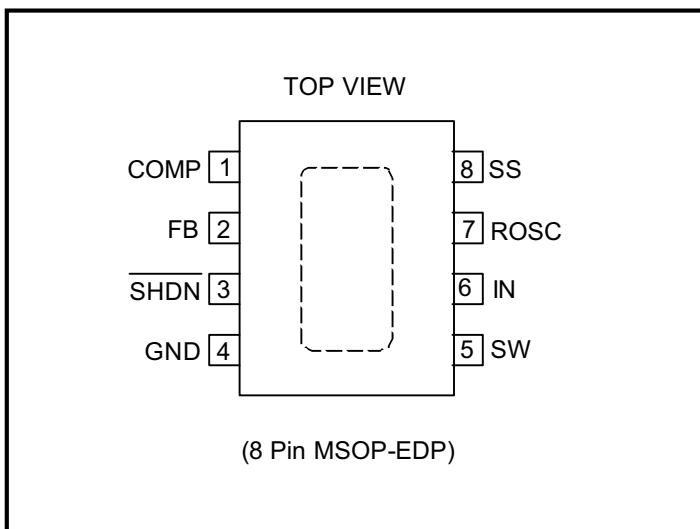 TOP VIEW
COMP 1
8 SS
FB 2
7 ROSC
SHDN 3
6 IN
GND 4
5 SW
(8 Pin MSOP-EDP)